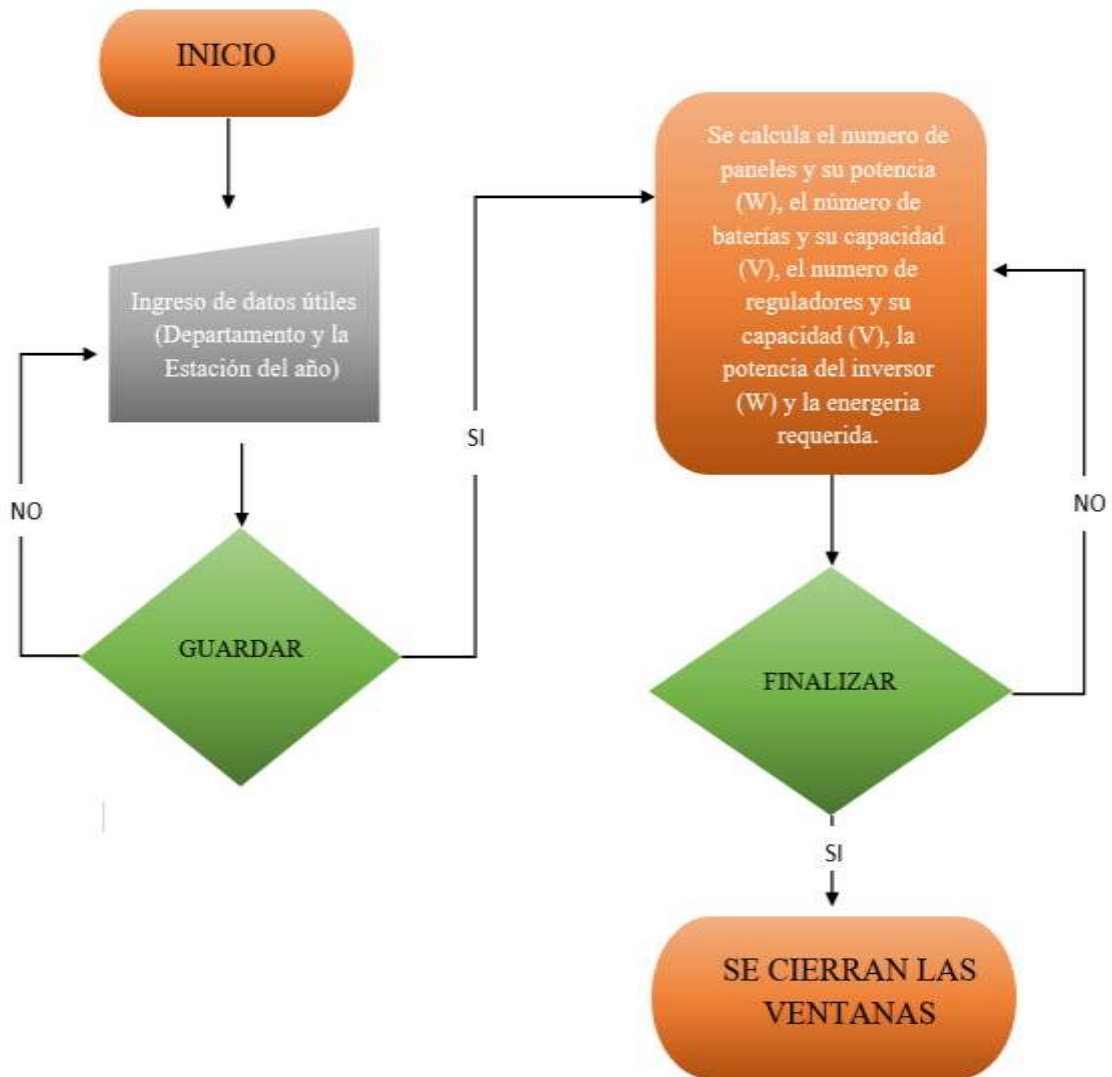 INICIO
Ingreso de datos útiles
(Departamento y la
Estación del año)
NO
GUARDAR
SI
Se calcula el numero de
paneles y su potencia
(W), el número de
baterías y su capacidad
(V), el numero de
reguladores y su
capacidad (V), la
potencia del inversor
(W) y la energeria
requerida.
NO
FINALIZAR
SI
SE CIERRAN LAS
VENTANAS